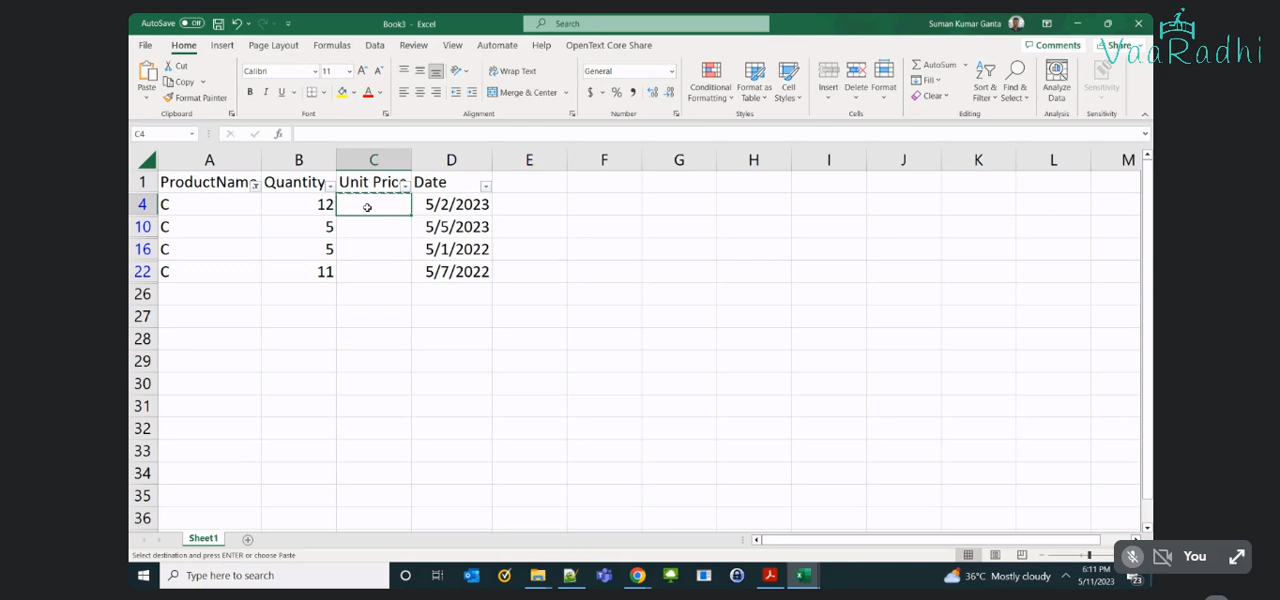 AutoSave Off
Book3 - Excel
Search
Suman Kumar Ganta
VaaRadhi
File Home Insert Page Layout Formulas Data Review View Automate Help OpenText Core Share
Comments Share
Paste
Cut
Copy
Format Painter
Clipboard
Calibri 11
B I U
Font
Wrap Text
Merge & Center
Alignment
General
$ % ,
Number
Conditional Formatting
Format as Table
Cell Styles
Styles
Insert Delete Format
Cells
AutoSum
Fill
Clear
Sort & Filter
Find & Select
Editing
Analyze Data
Analysis
Sensitivity
Sensitivity
C4
fx
A B C D E F G H I J K L M
1 ProductName Quantity Unit Price Date
4 C 12 5/2/2023
10 C 5 5/5/2023
16 C 5 5/1/2022
22 C 11 5/7/2022
26
27
28
29
30
31
32
33
34
35
36
Sheet1
Select destination and press ENTER or choose Paste
You
Type here to search
36°C Mostly cloudy
6:11 PM
5/11/2023
23